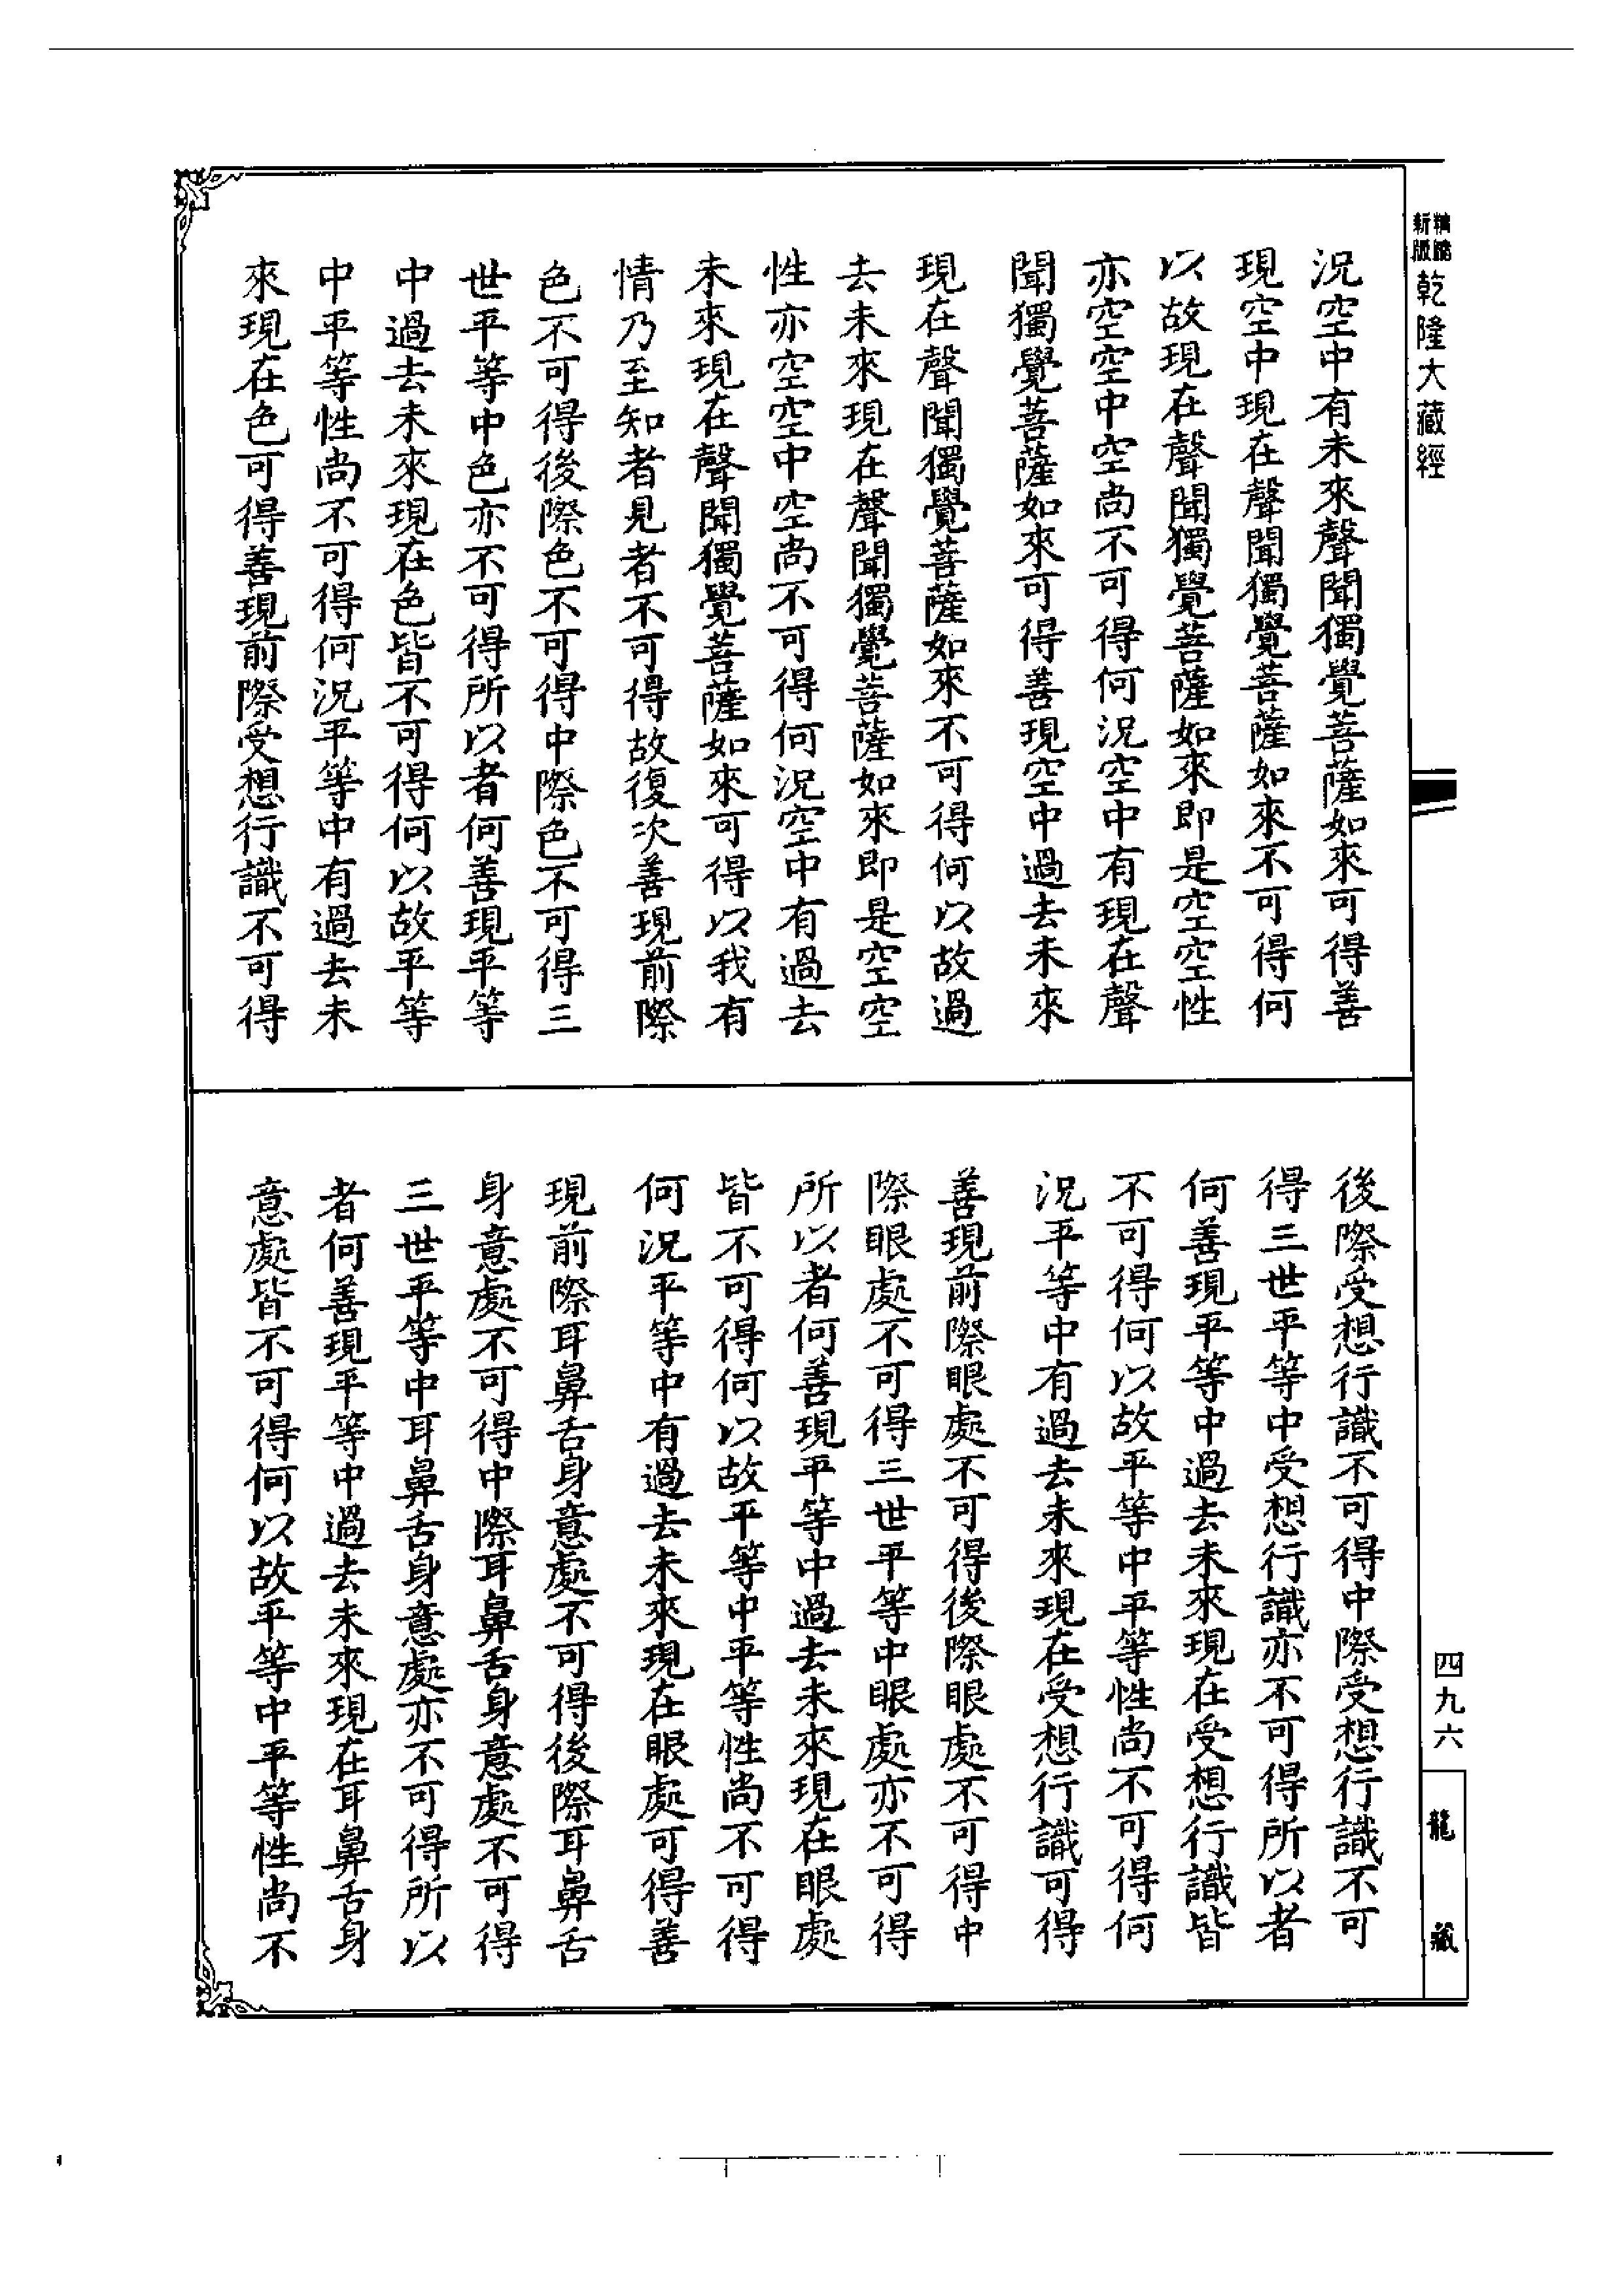 新版精縮乾隆大藏經
況空中有未來聲聞獨覺菩薩如來可得善
現空中現在聲聞獨覺菩薩如來不可得何
以故現在聲聞獨覺菩薩如來即是空空性
亦空空中空尚不可得何況空中有現在聲
聞獨覺菩薩如來可得善現空中過去未來
現在聲聞獨覺菩薩如來不可得何以故過
去未來現在聲聞獨覺菩薩如來即是空空
性亦空空中空尚不可得何況空中有過去
未來現在聲聞獨覺菩薩如來可得以我有
情乃至知者見者不可得故復次善現前際
色不可得後際色不可得中際色不可得三
世平等中色亦不可得所以者何善現平等
中過去未來現在色皆不可得何以故平等
中平等性尚不可得何況平等中有過去未
來現在色可得善現前際受想行識不可得
後際受想行識不可得中際受想行識不可
得三世平等中受想行識亦不可得所以者
何善現平等中過去未來現在受想行識皆
不可得何以故平等中平等性尚不可得何
況平等中有過去未來現在受想行識可得
善現前際眼處不可得後際眼處不可得中
際眼處不可得三世平等中眼處亦不可得
所以者何善現平等中過去未來現在眼處
皆不可得何以故平等中平等性尚不可得
何況平等中有過去未來現在眼處可得善
現前際耳鼻舌身意處不可得後際耳鼻舌
身意處不可得中際耳鼻舌身意處不可得
三世平等中耳鼻舌身意處亦不可得所以
者何善現平等中過去未來現在耳鼻舌身
意處皆不可得何以故平等中平等性尚不
四九六
龍藏